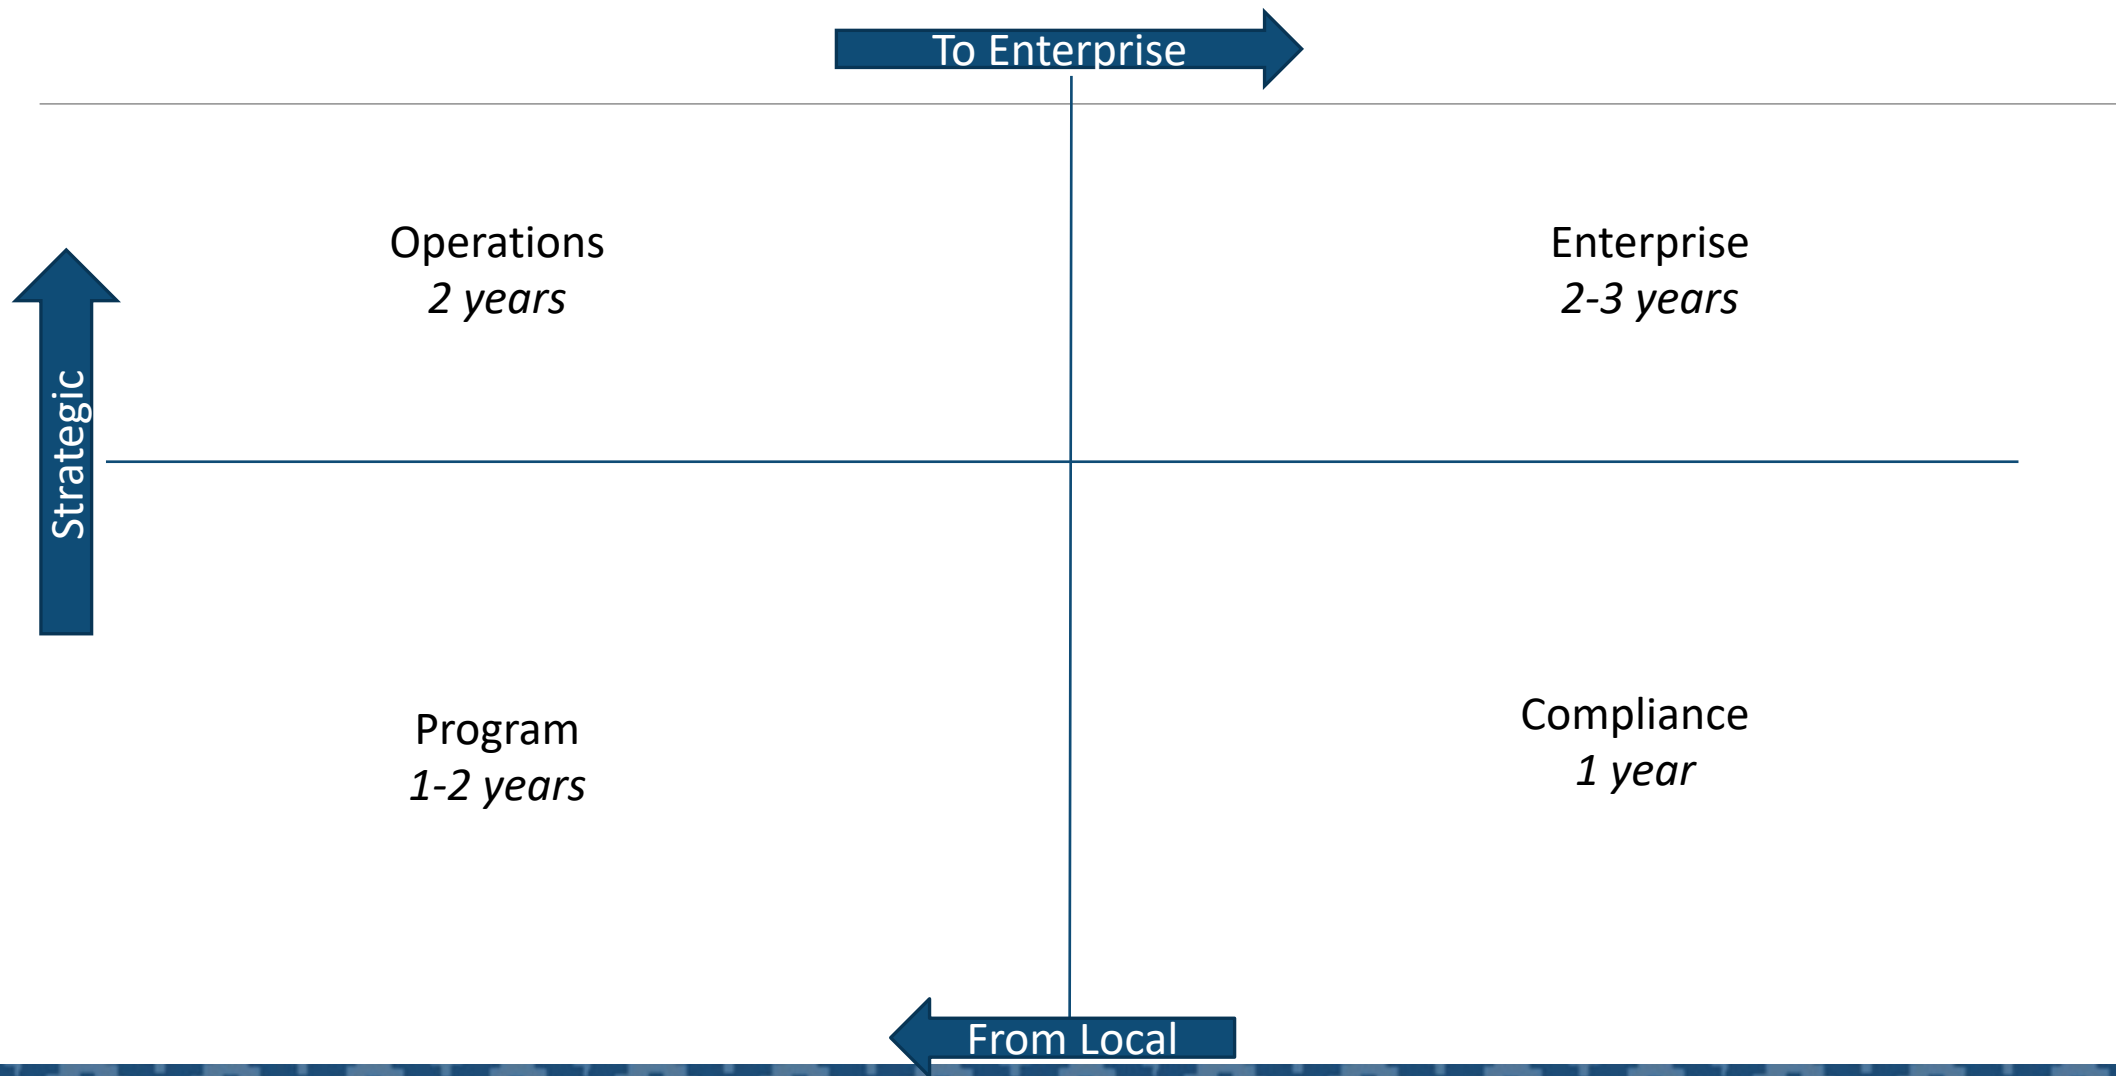 To Enterprise
Operations
2 years
Enterprise
2-3 years
Strategic
Program
1-2 years
Compliance
1 year
From Local